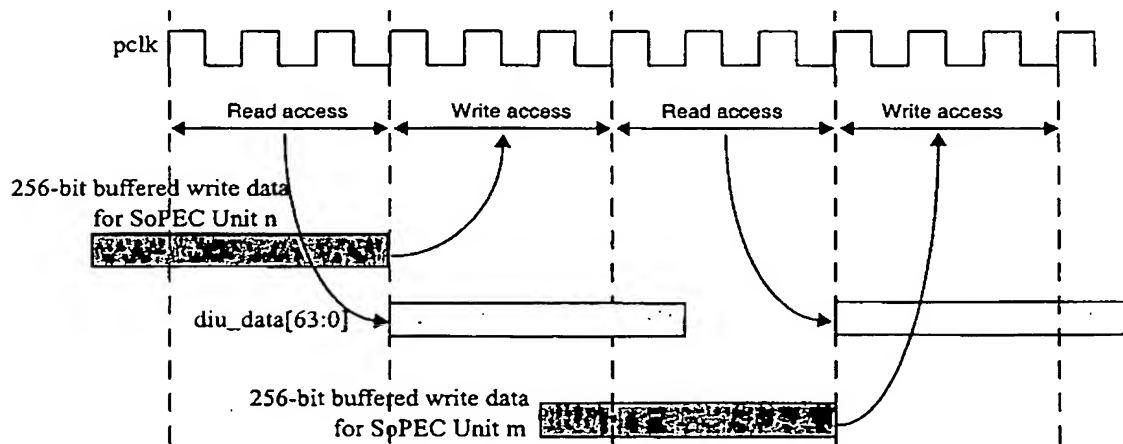 pclk
Read access
Write access
Read access
Write access
256-bit buffered write data
for SoPEC Unit n
diu_data[63:0]
256-bit buffered write data
for SoPEC Unit m